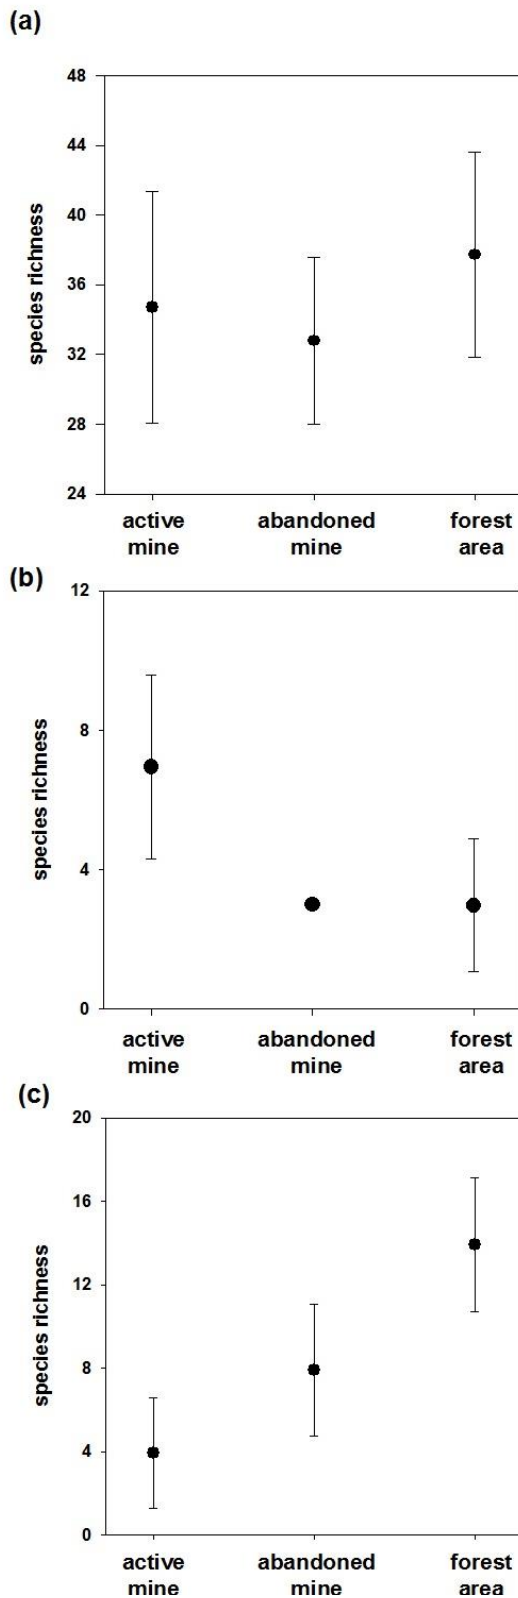 (a)
48
44
40
36
32
28
24
species richness
active
mine
abandoned
mine
forest
area
(b)
12
8
4
0
species richness
active
mine
abandoned
mine
forest
area
(c)
20
16
12
8
4
0
species richness
active
mine
abandoned
mine
forest
area